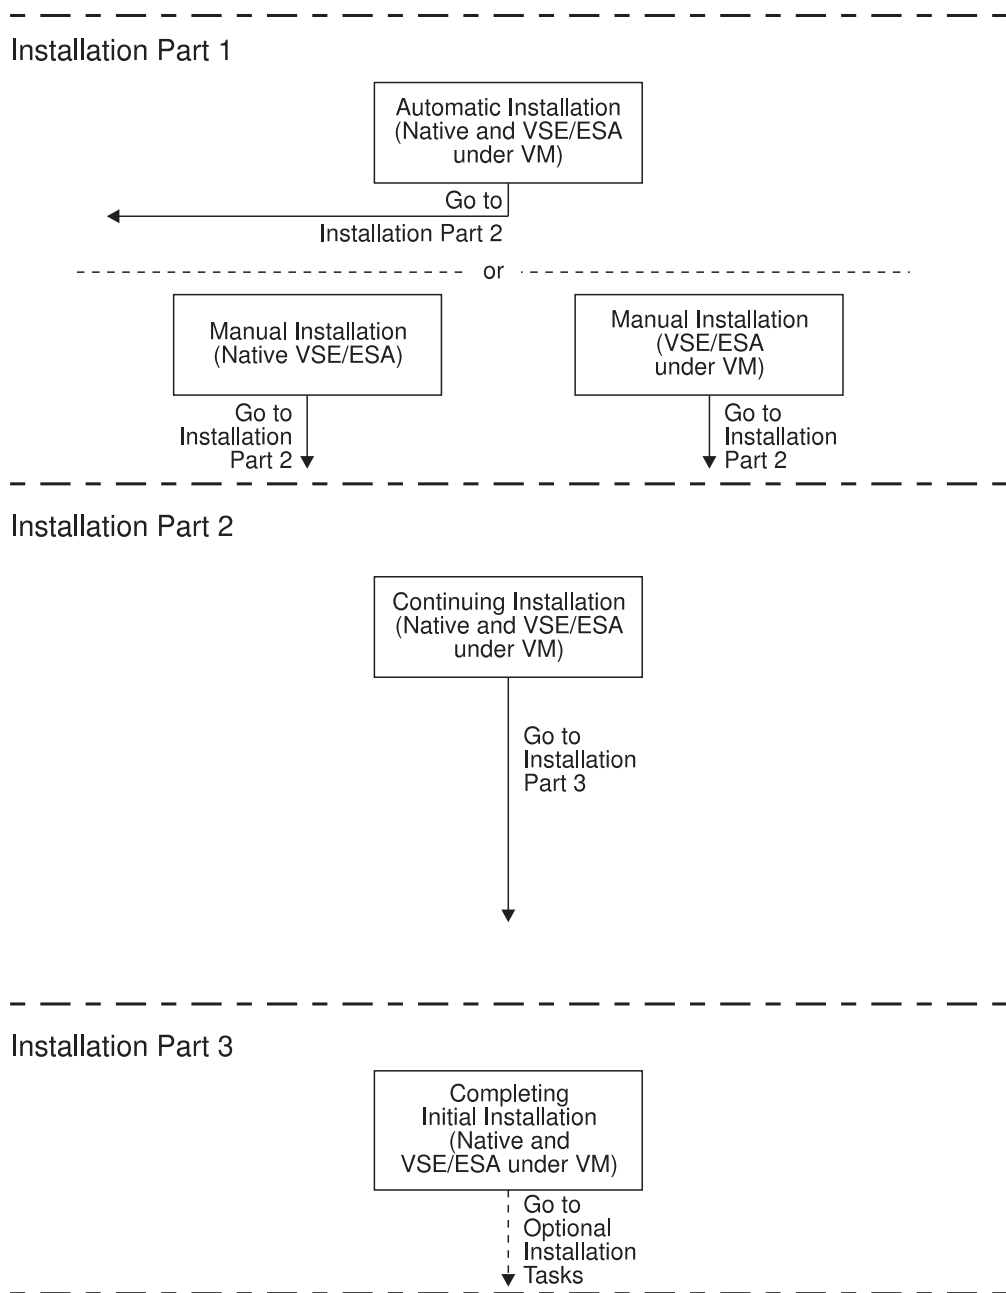 Installation Part 1
Automatic Installation
(Native and VSE/ESA
under VM)
Go to
Installation Part 2
or
Manual Installation
(Native VSE/ESA)
Go to
Installation
Part 2
Manual Installation
(VSE/ESA
under VM)
Go to
Installation
Part 2
Installation Part 2
Continuing Installation
(Native and VSE/ESA
under VM)
Go to
Installation
Part 3
Installation Part 3
Completing
Initial Installation
(Native and
VSE/ESA under VM)
Go to
Optional
Installation
Tasks